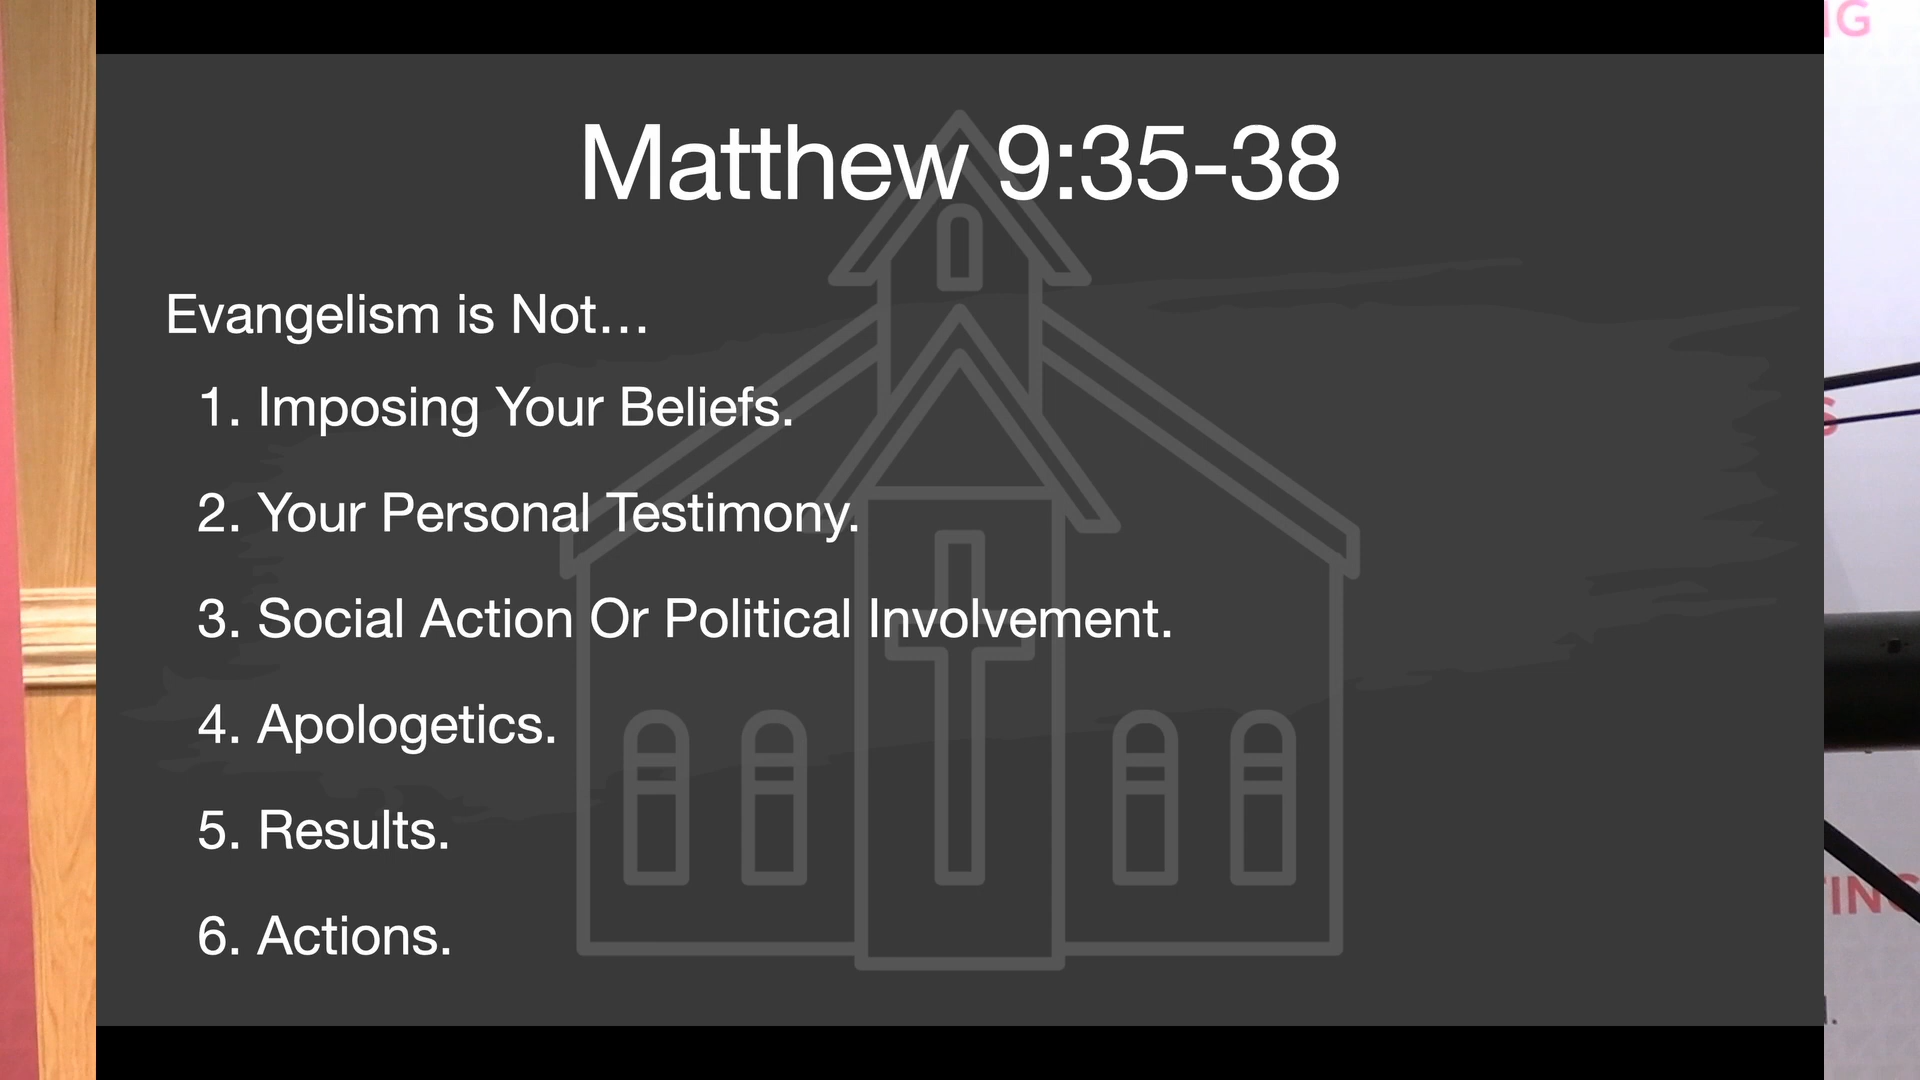 Matthew 9:35-38
Evangelism is Not…
1. Imposing Your Beliefs.
2. Your Personal Testimony.
3. Social Action Or Political Involvement.
4. Apologetics.
5. Results.
6. Actions.